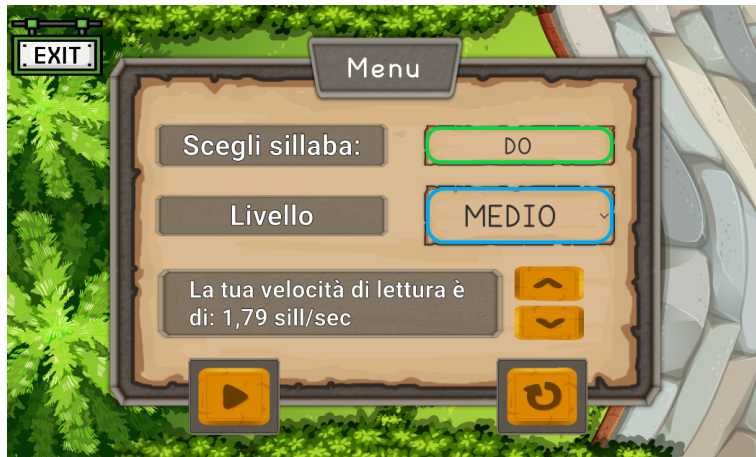 EXIT
Menu
Scegli sillaba:
DO
Livello
MEDIO
La tua velocità di lettura è
di: 1,79 sill/sec